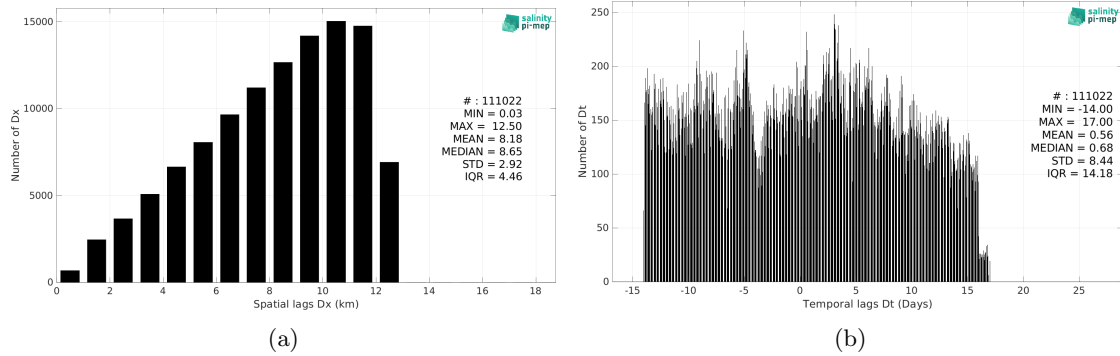 15000
10000
5000
0
Number of Dx
0 2 4 6 8 10 12 14 16 18
Spatial lags Dx (km)
salinity
pi-mep
# : 111022
MIN = 0.03
MAX = 12.50
MEAN = 8.18
MEDIAN = 8.65
STD = 2.92
IQR = 4.46
(a)
250
200
150
100
50
0
Number of Dt
-15 -10 -5 0 5 10 15 20 25
Temporal lags Dt (Days)
salinity
pi-mep
# : 111022
MIN = -14.00
MAX = 17.00
MEAN = 0.56
MEDIAN = 0.68
STD = 8.44
IQR = 14.18
(b)